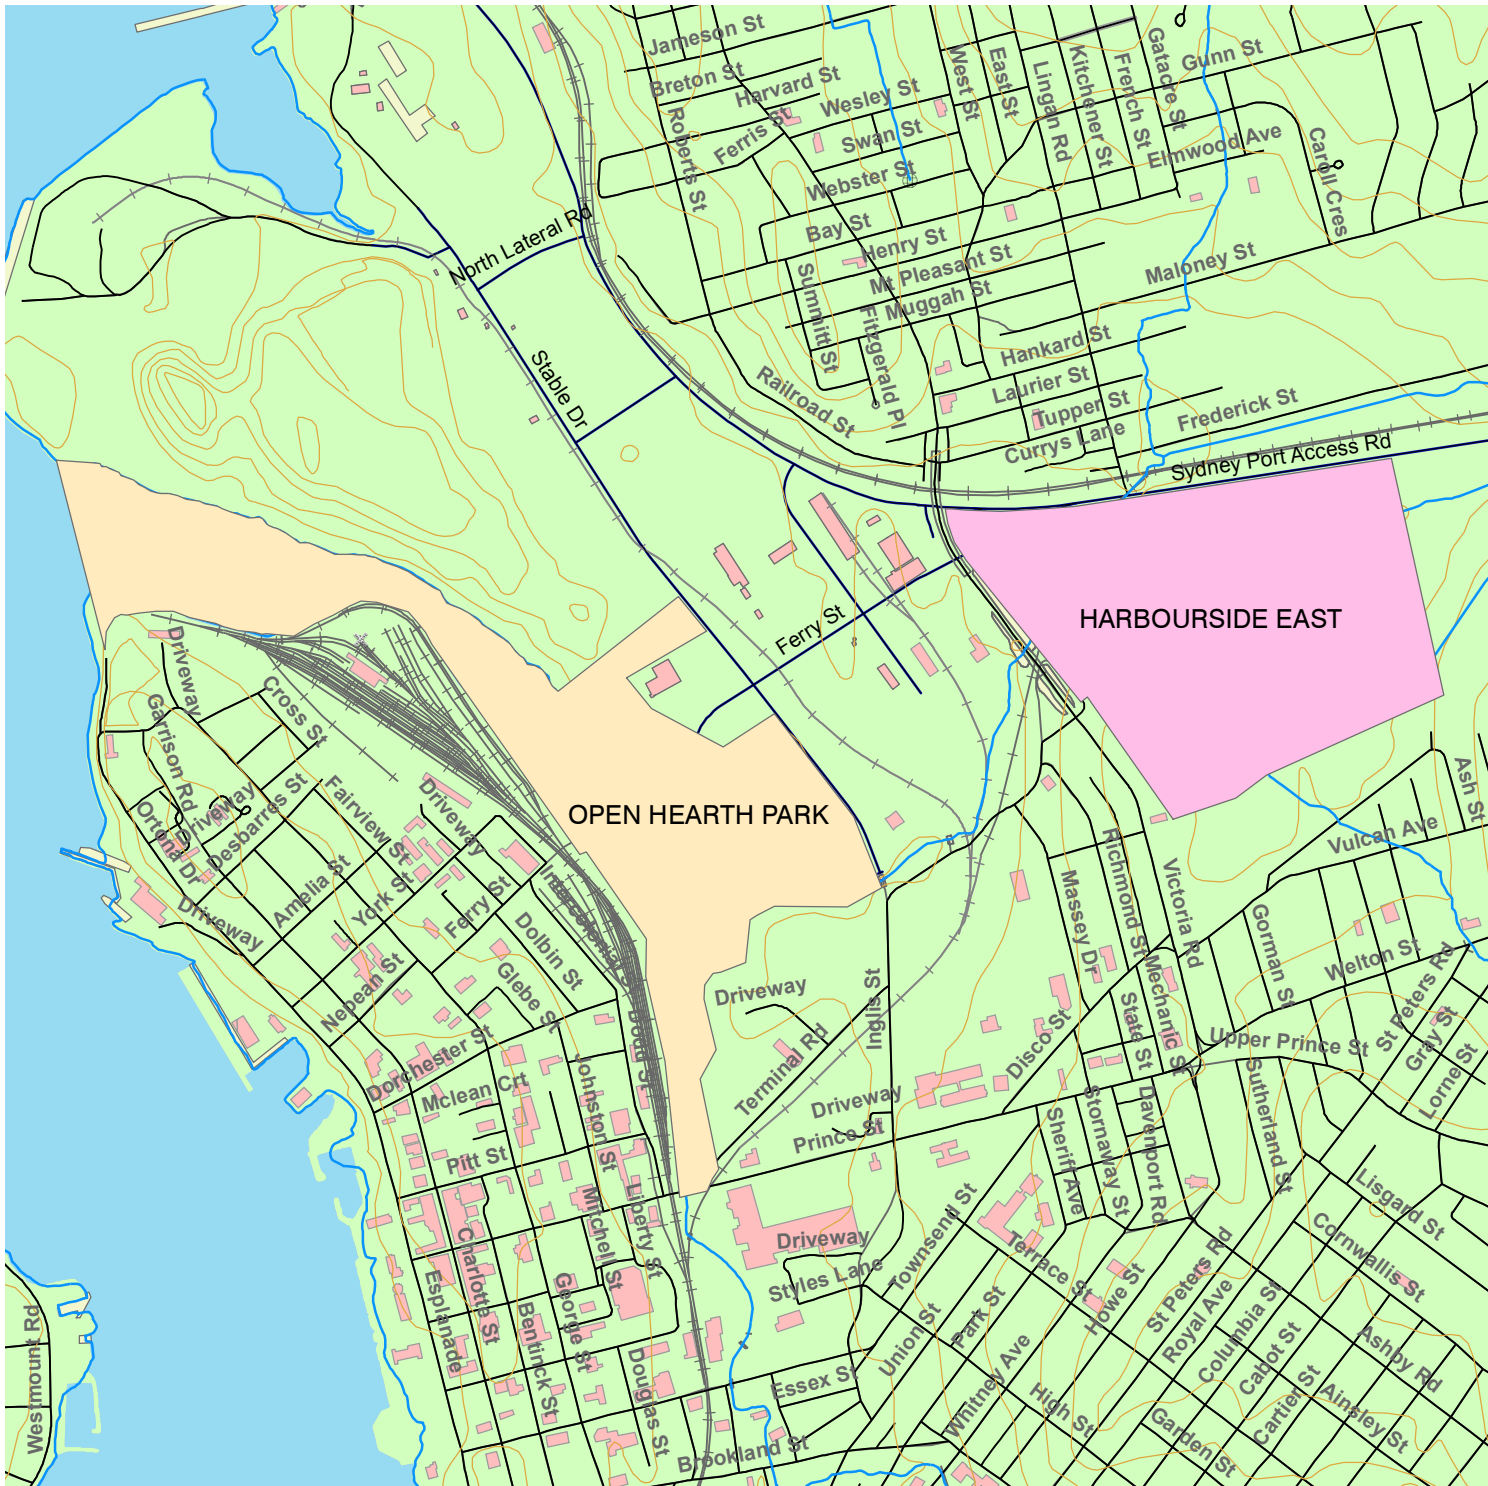 Jameson St
Breton St
Harvard St
Wesley St
West St
East St
Lingan Rd
Kitchener St
French St
Gatacre St
Gunn St
Roberts St
Ferris St
Swan St
Webster St
Elmwood Ave
Caroll Cres
North Lateral Rd
Bay St
Henry St
Mt Pleasant St
Muggah St
Maloney St
Summitt St
Fitzgerald Pl
Hankard St
Laurier St
Tupper St
Currys Lane
Frederick St
Stable Dr
Railroad St
Sydney Port Access Rd
HARBOURSIDE EAST
Ferry St
Driveway
Garrison Rd
Cross St
OPEN HEARTH PARK
Driveway
Desbarres St
Fairview St
Driveway
Ortona Dr
Amelia St
York St
Ferry St
Dolbin St
Driveway
Nepean St
Glebe St
Dorchester St
Mclean Crt
Johnston St
Dodd St
Pitt St
Mitchell St
Liberty St
Charlotte St
Esplanade
Bentinck St
George St
Douglas St
Westmount Rd
Driveway
Terminal Rd
Inglis St
Driveway
Prince St
Disco St
Massey Dr
Richmond St
Victoria Rd
Mechanic St
State St
Gorman St
Vulcan Ave
Ash St
Welton St
St Peters Rd
Gray St
Lorne St
Upper Prince St
Sutherland St
Sheriff Ave
Stornaway St
Davenport Rd
Driveway
Styles Lane
Townsend St
Terrace St
Howe St
St Peters Rd
Royal Ave
Columbia St
Cabot St
Cartier St
Lisgard St
Cornwallis St
Ashby Rd
Ainsley St
Garden St
High St
Whitney Ave
Park St
Union St
Essex St
Brookland St